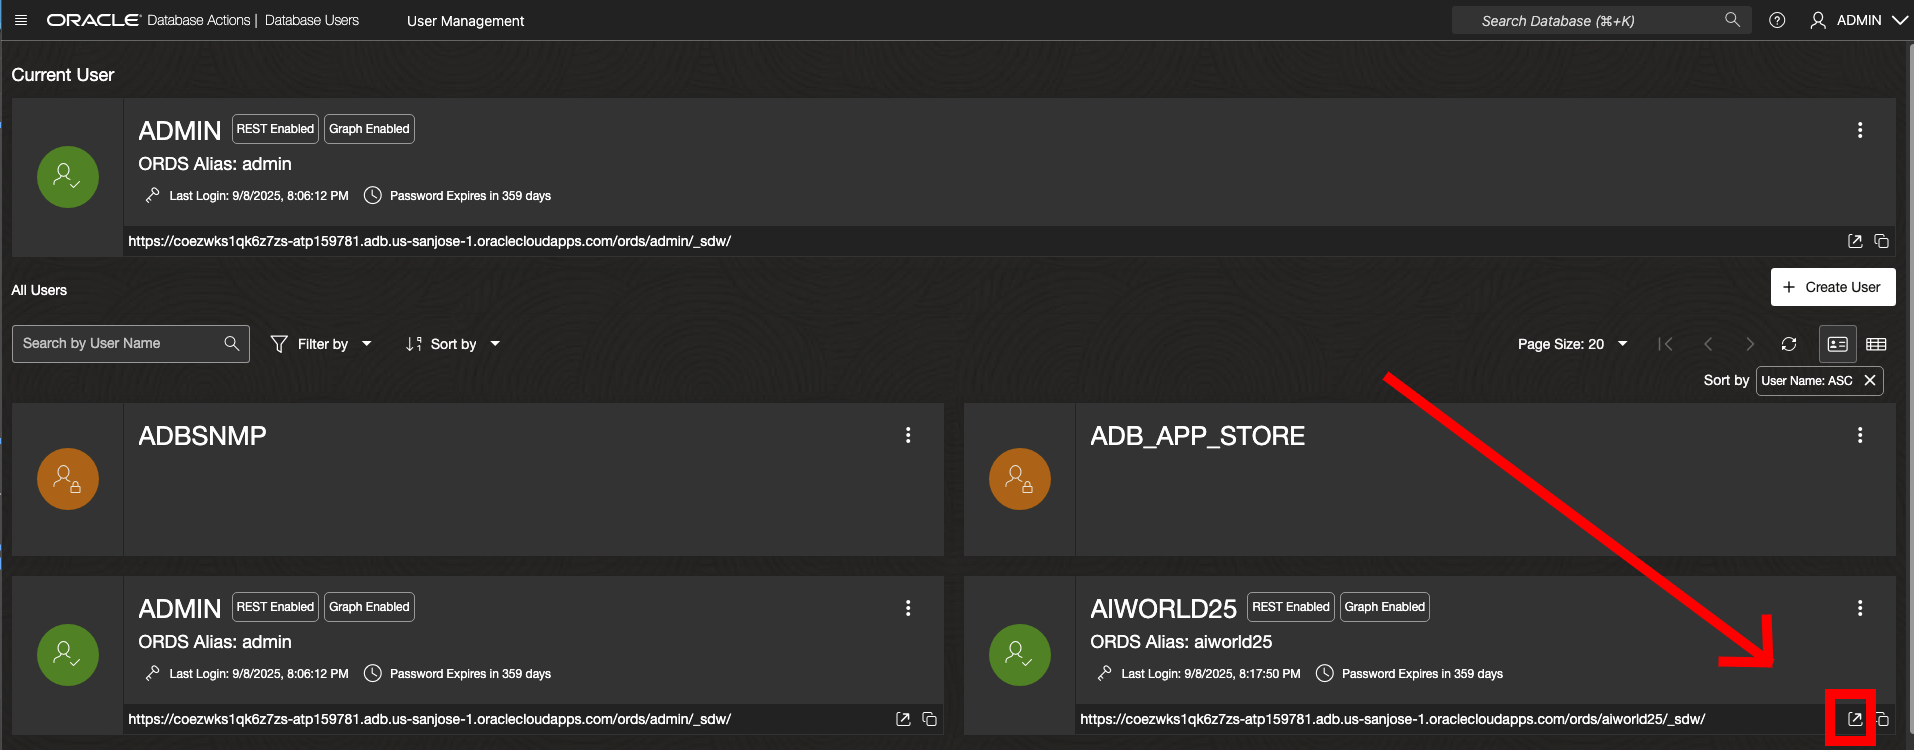 ORACLE Database Actions | Database Users User Management Search Database (⌘+K) ADMIN
Current User
ADMIN REST Enabled Graph Enabled
ORDS Alias: admin
Last Login: 9/8/2025, 8:06:12 PM Password Expires in 359 days
https://coezwks1qk6z7zs-atp159781.adb.us-sanjose-1.oraclecloudapps.com/ords/admin/_sdw/
All Users
+ Create User
Search by User Name Filter by Sort by Page Size: 20
Sort by User Name: ASC
ADBSNMP
ADB_APP_STORE
ADMIN REST Enabled Graph Enabled
ORDS Alias: admin
Last Login: 9/8/2025, 8:06:12 PM Password Expires in 359 days
https://coezwks1qk6z7zs-atp159781.adb.us-sanjose-1.oraclecloudapps.com/ords/admin/_sdw/
AIWORLD25 REST Enabled Graph Enabled
ORDS Alias: aiworld25
Last Login: 9/8/2025, 8:17:50 PM Password Expires in 359 days
https://coezwks1qk6z7zs-atp159781.adb.us-sanjose-1.oraclecloudapps.com/ords/aiworld25/_sdw/